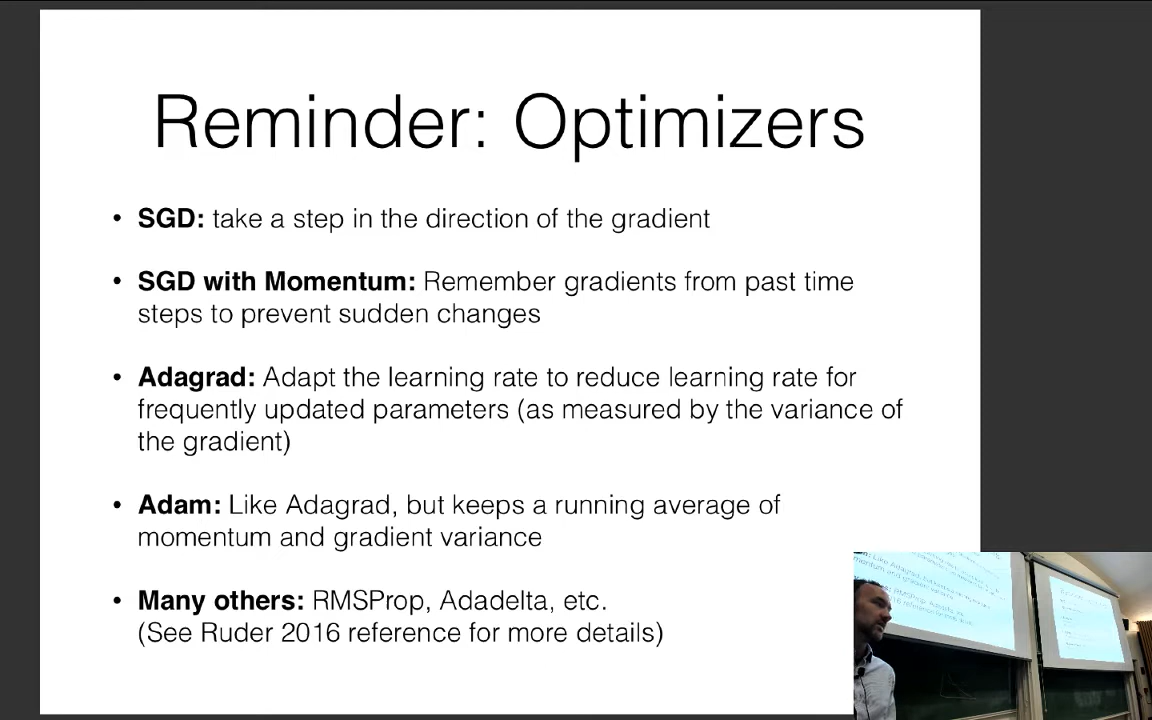 Reminder: Optimizers
• SGD: take a step in the direction of the gradient
• SGD with Momentum: Remember gradients from past time
steps to prevent sudden changes
• Adagrad: Adapt the learning rate to reduce learning rate for
frequently updated parameters (as measured by the variance of
the gradient)
• Adam: Like Adagrad, but keeps a running average of
momentum and gradient variance
• Many others: RMSProp, Adadelta, etc.
(See Ruder 2016 reference for more details)